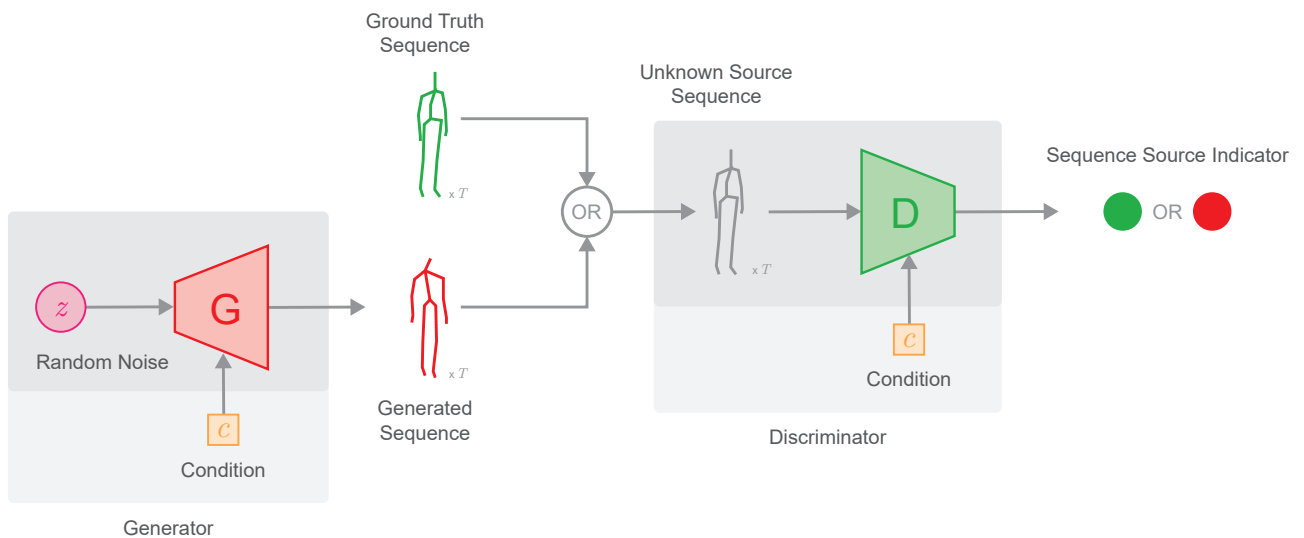 Ground Truth
Sequence
x T
OR
z
G
Random Noise
c
Condition
Generator
x T
Generated
Sequence
Unknown Source
Sequence
x T
D
c
Condition
Discriminator
Sequence Source Indicator
OR